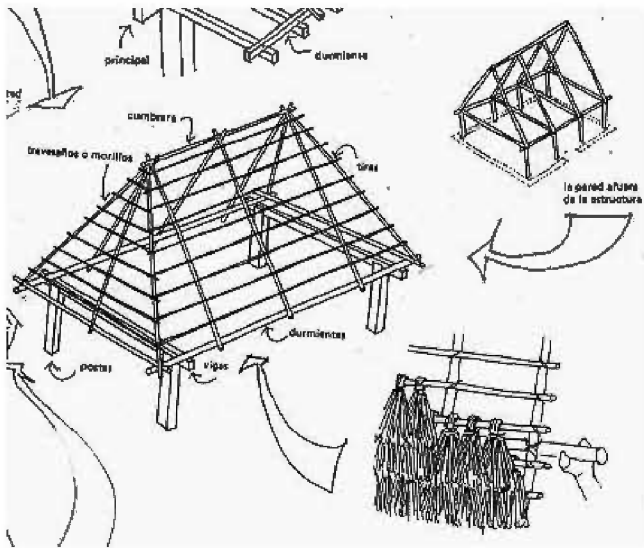 principal
durmiente
cumbrera
travesaños o morillos
tiras
la pared afuera
de la estructura
durmientes
postes
vigas